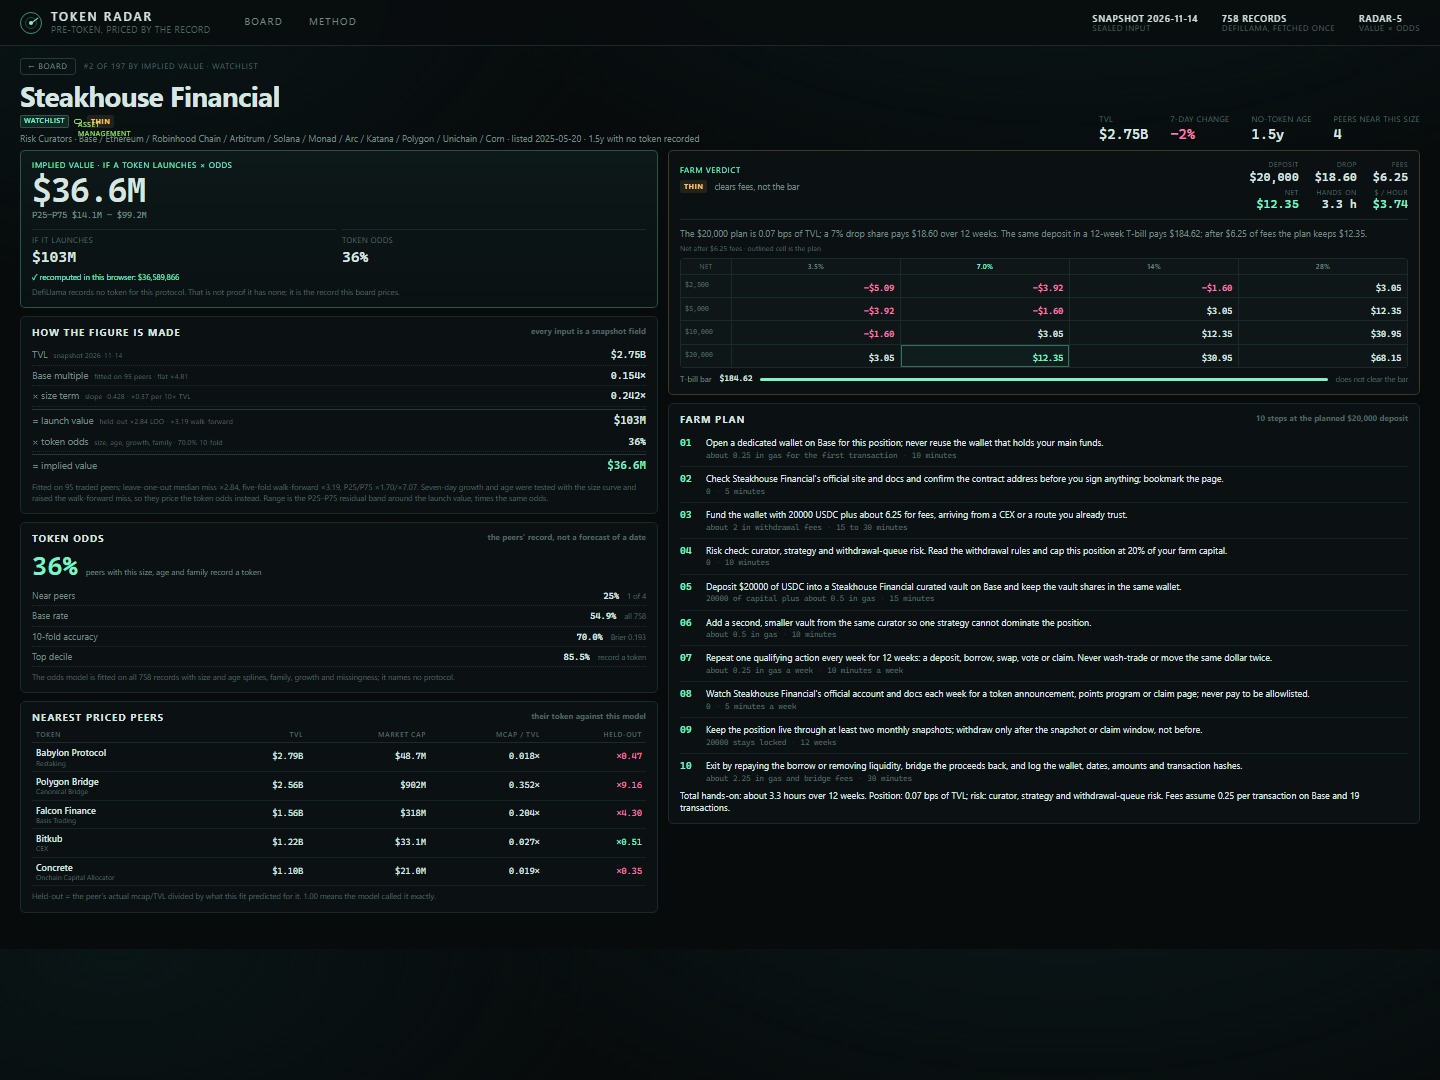 TOKEN RADAR
PRE-TOKEN, PRICED BY THE RECORD
BOARD
METHOD
SNAPSHOT 2026-11-14
SEALED INPUT
758 RECORDS
DEFILLAMA, FETCHED ONCE
RADAR-5
VALUE × ODDS
← BOARD
#2 OF 197 BY IMPLIED VALUE · WATCHLIST
Steakhouse Financial
WATCHLIST
ASSET MANAGEMENT
THIN
Risk Curators · Base / Ethereum / Robinhood Chain / Arbitrum / Solana / Monad / Arc / Katana / Polygon / Unichain / Corn · listed 2025-05-20 · 1.5y with no token recorded
TVL
$2.75B
7-DAY CHANGE
−2%
NO-TOKEN AGE
1.5y
PEERS NEAR THIS SIZE
4
IMPLIED VALUE · IF A TOKEN LAUNCHES × ODDS
$36.6M
P25–P75 $14.1M – $99.2M
IF IT LAUNCHES
$103M
TOKEN ODDS
36%
✓ recomputed in this browser: $36,589,866
DefiLlama records no token for this protocol. That is not proof it has none; it is the record this board prices.
HOW THE FIGURE IS MADE
every input is a snapshot field
TVL snapshot 2026-11-14 $2.75B
Base multiple fitted on 95 peers · flat ×4.81 0.154×
× size term slope −0.428 · ×0.37 per 10× TVL 0.242×
= launch value held-out ×2.84 LOO · ×3.19 walk-forward $103M
× token odds size, age, growth, family · 70.0% 10-fold 36%
= implied value $36.6M
Fitted on 95 traded peers; leave-one-out median miss ×2.84, five-fold walk-forward ×3.19, P25/P75 ×1.70/×7.07. Seven-day growth and age were tested with the size curve and
raised the walk-forward miss, so they price the token odds instead. Range is the P25–P75 residual band around the launch value, times the same odds.
TOKEN ODDS
the peers' record, not a forecast of a date
36% peers with this size, age and family record a token
Near peers 25% 1 of 4
Base rate 54.9% all 758
10-fold accuracy 70.0% Brier 0.193
Top decile 85.5% record a token
The odds model is fitted on all 758 records with size and age splines, family, growth and missingness; it names no protocol.
NEAREST PRICED PEERS
their token against this model
TOKEN TVL MARKET CAP MCAP / TVL HELD-OUT
Babylon Protocol $2.79B $48.7M 0.018× ×0.47
Restaking
Polygon Bridge $2.56B $902M 0.352× ×9.16
Canonical Bridge
Falcon Finance $1.56B $318M 0.204× ×4.30
Basis Trading
Bitkub $1.22B $33.1M 0.027× ×0.51
CEX
Concrete $1.10B $21.0M 0.019× ×0.35
Onchain Capital Allocator
Held-out = the peer's actual mcap/TVL divided by what this fit predicted for it. 1.00 means the model called it exactly.
FARM VERDICT
THIN clears fees, not the bar
DEPOSIT
$20,000
DROP
$18.60
FEES
$6.25
NET
$12.35
HANDS ON
3.3 h
$ / HOUR
$3.74
The $20,000 plan is 0.07 bps of TVL; a 7% drop share pays $18.60 over 12 weeks. The same deposit in a 12-week T-bill pays $184.62; after $6.25 of fees the plan keeps $12.35.
Net after $6.25 fees · outlined cell is the plan
NET 3.5% 7.0% 14% 28%
$2,500 −$5.09 −$3.92 −$1.60 $3.05
$5,000 −$3.92 −$1.60 $3.05 $12.35
$10,000 −$1.60 $3.05 $12.35 $30.95
$20,000 $3.05 $12.35 $30.95 $68.15
T-bill bar $184.62 does not clear the bar
FARM PLAN
10 steps at the planned $20,000 deposit
01 Open a dedicated wallet on Base for this position; never reuse the wallet that holds your main funds.
about 0.25 in gas for the first transaction · 10 minutes
02 Check Steakhouse Financial's official site and docs and confirm the contract address before you sign anything; bookmark the page.
0 · 5 minutes
03 Fund the wallet with 20000 USDC plus about 6.25 for fees, arriving from a CEX or a route you already trust.
about 2 in withdrawal fees · 15 to 30 minutes
04 Risk check: curator, strategy and withdrawal-queue risk. Read the withdrawal rules and cap this position at 20% of your farm capital.
0 · 10 minutes
05 Deposit $20000 of USDC into a Steakhouse Financial curated vault on Base and keep the vault shares in the same wallet.
20000 of capital plus about 0.5 in gas · 15 minutes
06 Add a second, smaller vault from the same curator so one strategy cannot dominate the position.
about 0.5 in gas · 10 minutes
07 Repeat one qualifying action every week for 12 weeks: a deposit, borrow, swap, vote or claim. Never wash-trade or move the same dollar twice.
about 0.25 in gas a week · 10 minutes a week
08 Watch Steakhouse Financial's official account and docs each week for a token announcement, points program or claim page; never pay to be allowlisted.
0 · 5 minutes a week
09 Keep the position live through at least two monthly snapshots; withdraw only after the snapshot or claim window, not before.
20000 stays locked · 12 weeks
10 Exit by repaying the borrow or removing liquidity, bridge the proceeds back, and log the wallet, dates, amounts and transaction hashes.
about 2.25 in gas and bridge fees · 30 minutes
Total hands-on: about 3.3 hours over 12 weeks. Position: 0.07 bps of TVL; risk: curator, strategy and withdrawal-queue risk. Fees assume 0.25 per transaction on Base and 19
transactions.